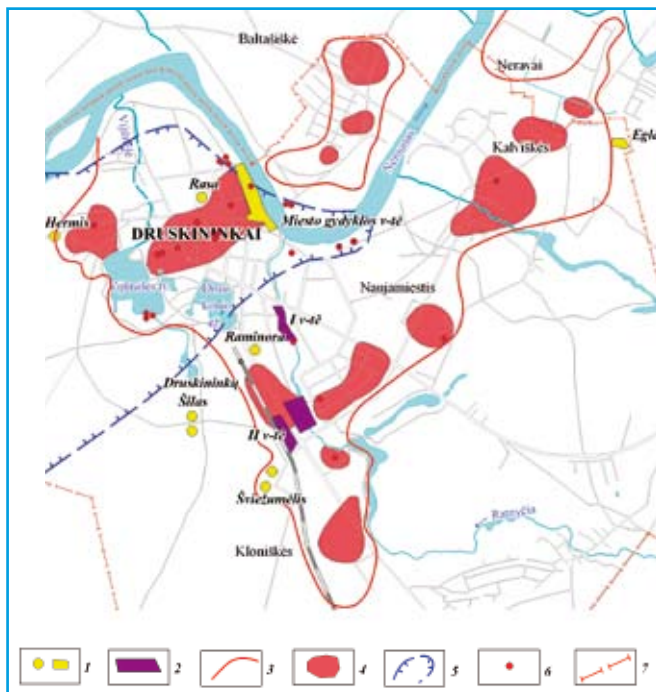 Baltašiškė
Neravai
Nemunas
Kalviškės
Eglė
Rasa
Hermis
Miesto gydyklos v-tė
DRUSKININKAI
Naujamiestis
I v-tė
Raminoras
Druskininkų
Šilas
II v-tė
Šviežumėlis
Kloniškės
Ratnyčia
1
2
3
4
5
6
7